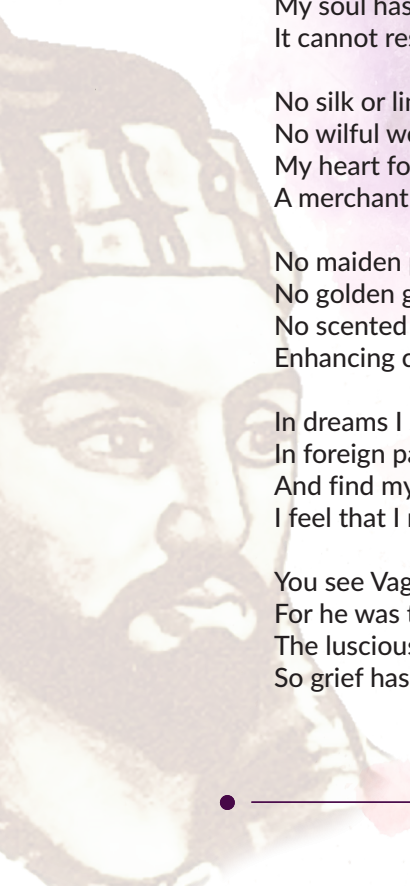 My soul has
It cannot res
No silk or lin
No wilful w
My heart fo
A merchant
No maiden
No golden g
No scented
Enhancing
In dreams I
In foreign pa
And find my
I feel that I
You see Vag
For he was t
The luscious
So grief has